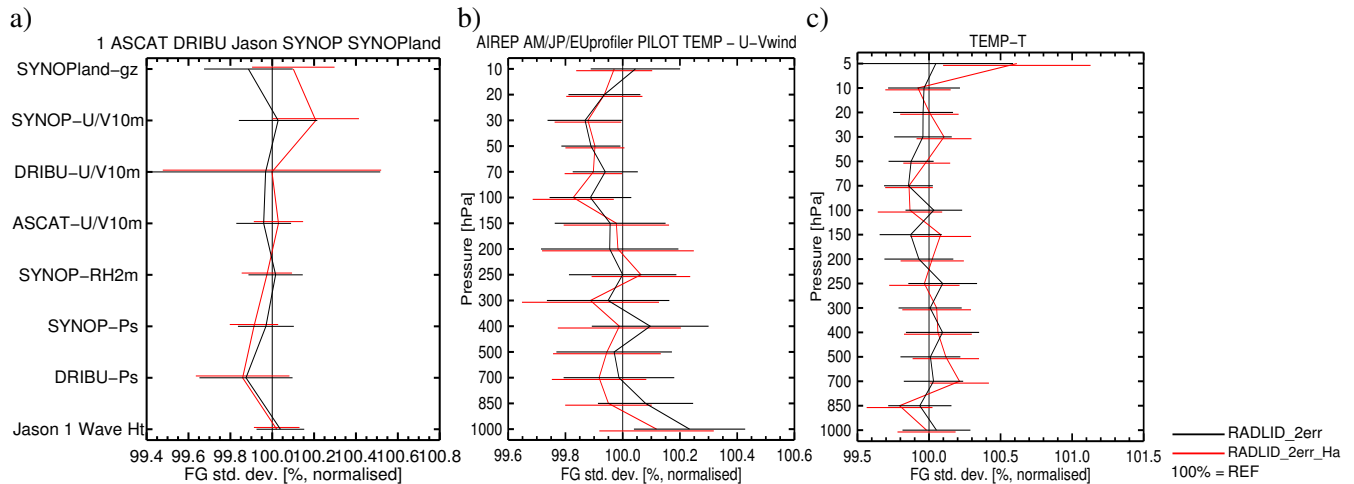 a)
1 ASCAT DRIBU Jason SYNOP SYNOPland
SYNOPland−gz
SYNOP−U/V10m
DRIBU−U/V10m
ASCAT−U/V10m
SYNOP−RH2m
SYNOP−Ps
DRIBU−Ps
Jason 1 Wave Ht
99.4 99.6 99.8 100.0 100.2 100.4 100.6 100.8
FG std. dev. [%, normalised]
b)
AIREP AM/JP/EUprofiler PILOT TEMP − U−Vwind
Pressure [hPa]
10
20
30
50
70
100
150
200
250
300
400
500
700
850
1000
99.6 99.8 100.0 100.2 100.4 100.6
FG std. dev. [%, normalised]
c)
TEMP−T
Pressure [hPa]
5
10
20
30
50
70
100
150
200
250
300
400
500
700
850
1000
99.5 100.0 100.5 101.0 101.5
FG std. dev. [%, normalised]
RADLID_2err
RADLID_2err_Ha
100% = REF